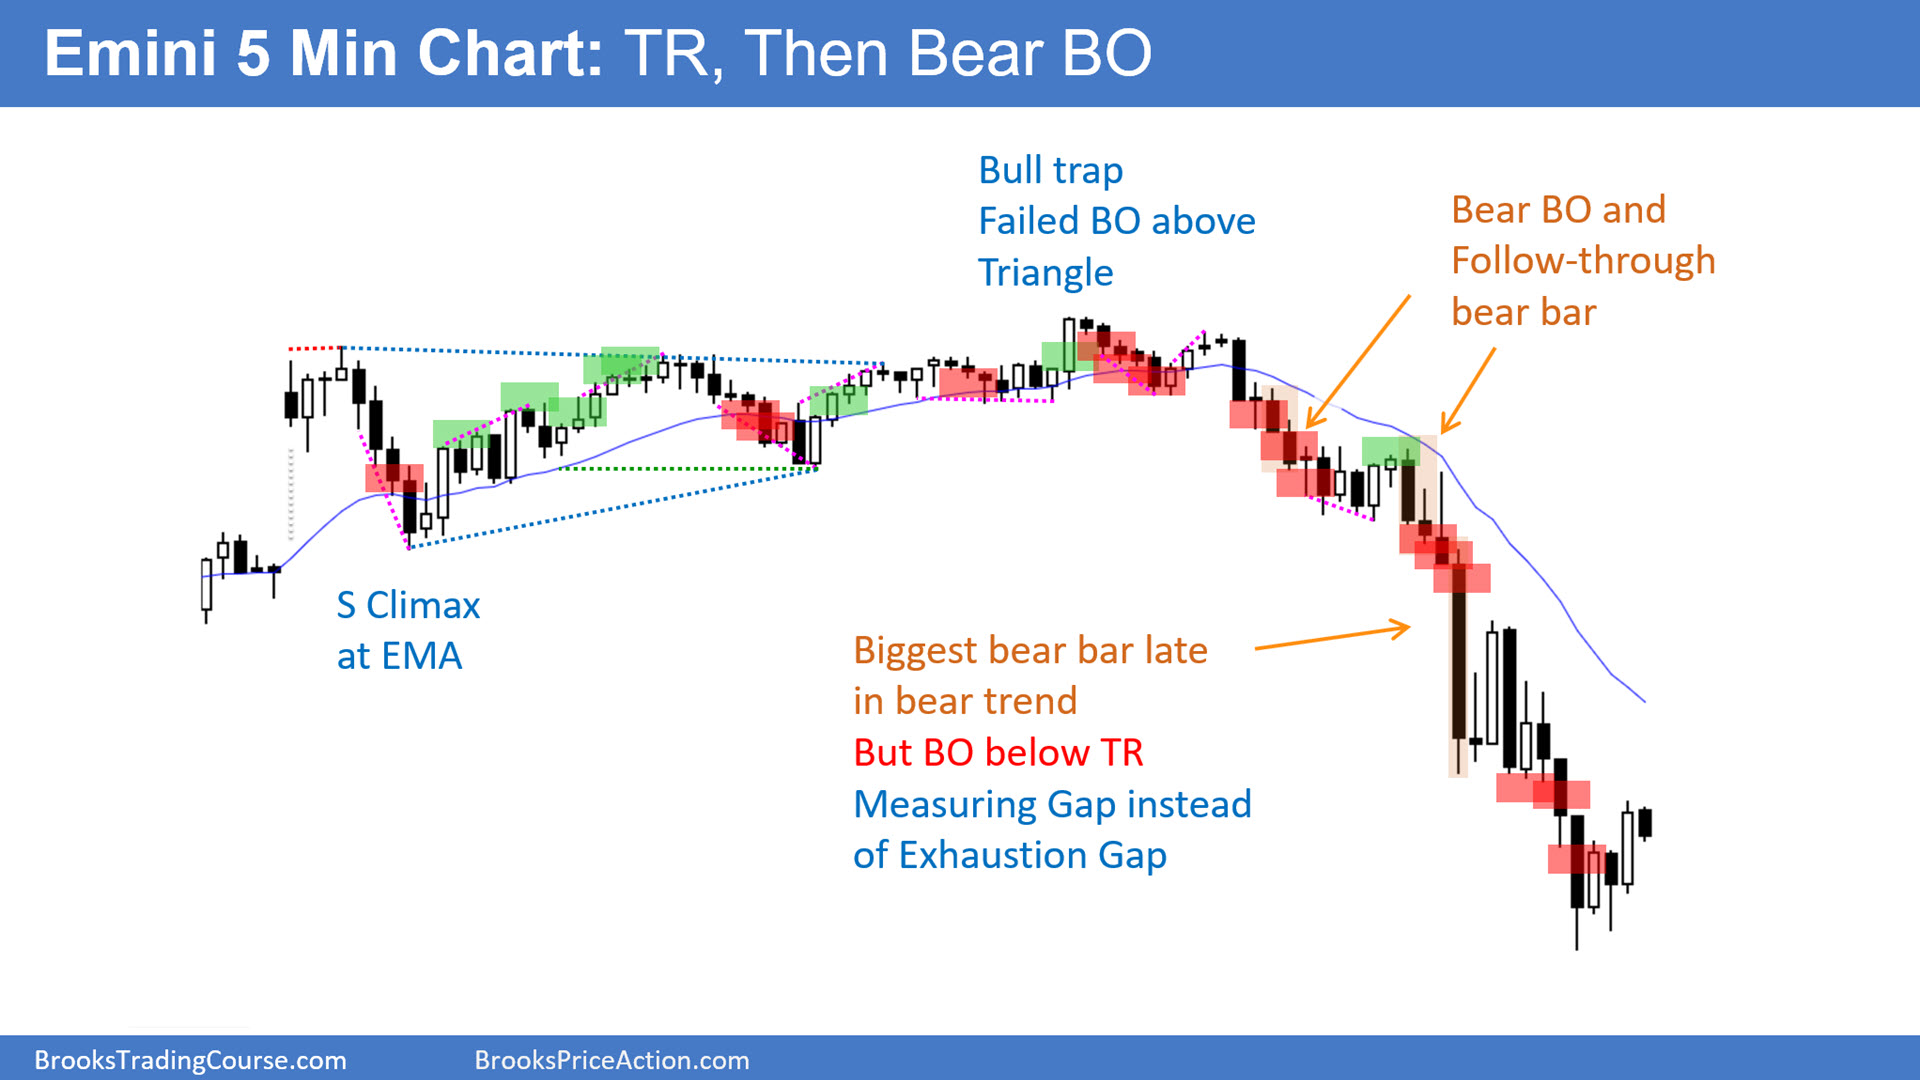 Emini 5 Min Chart: TR, Then Bear BO
Bull trap
Failed BO above
Triangle
Bear BO and
Follow-through
bear bar
S Climax
at EMA
Biggest bear bar late
in bear trend
But BO below TR
Measuring Gap instead
of Exhaustion Gap
BrooksTradingCourse.com
BrooksPriceAction.com